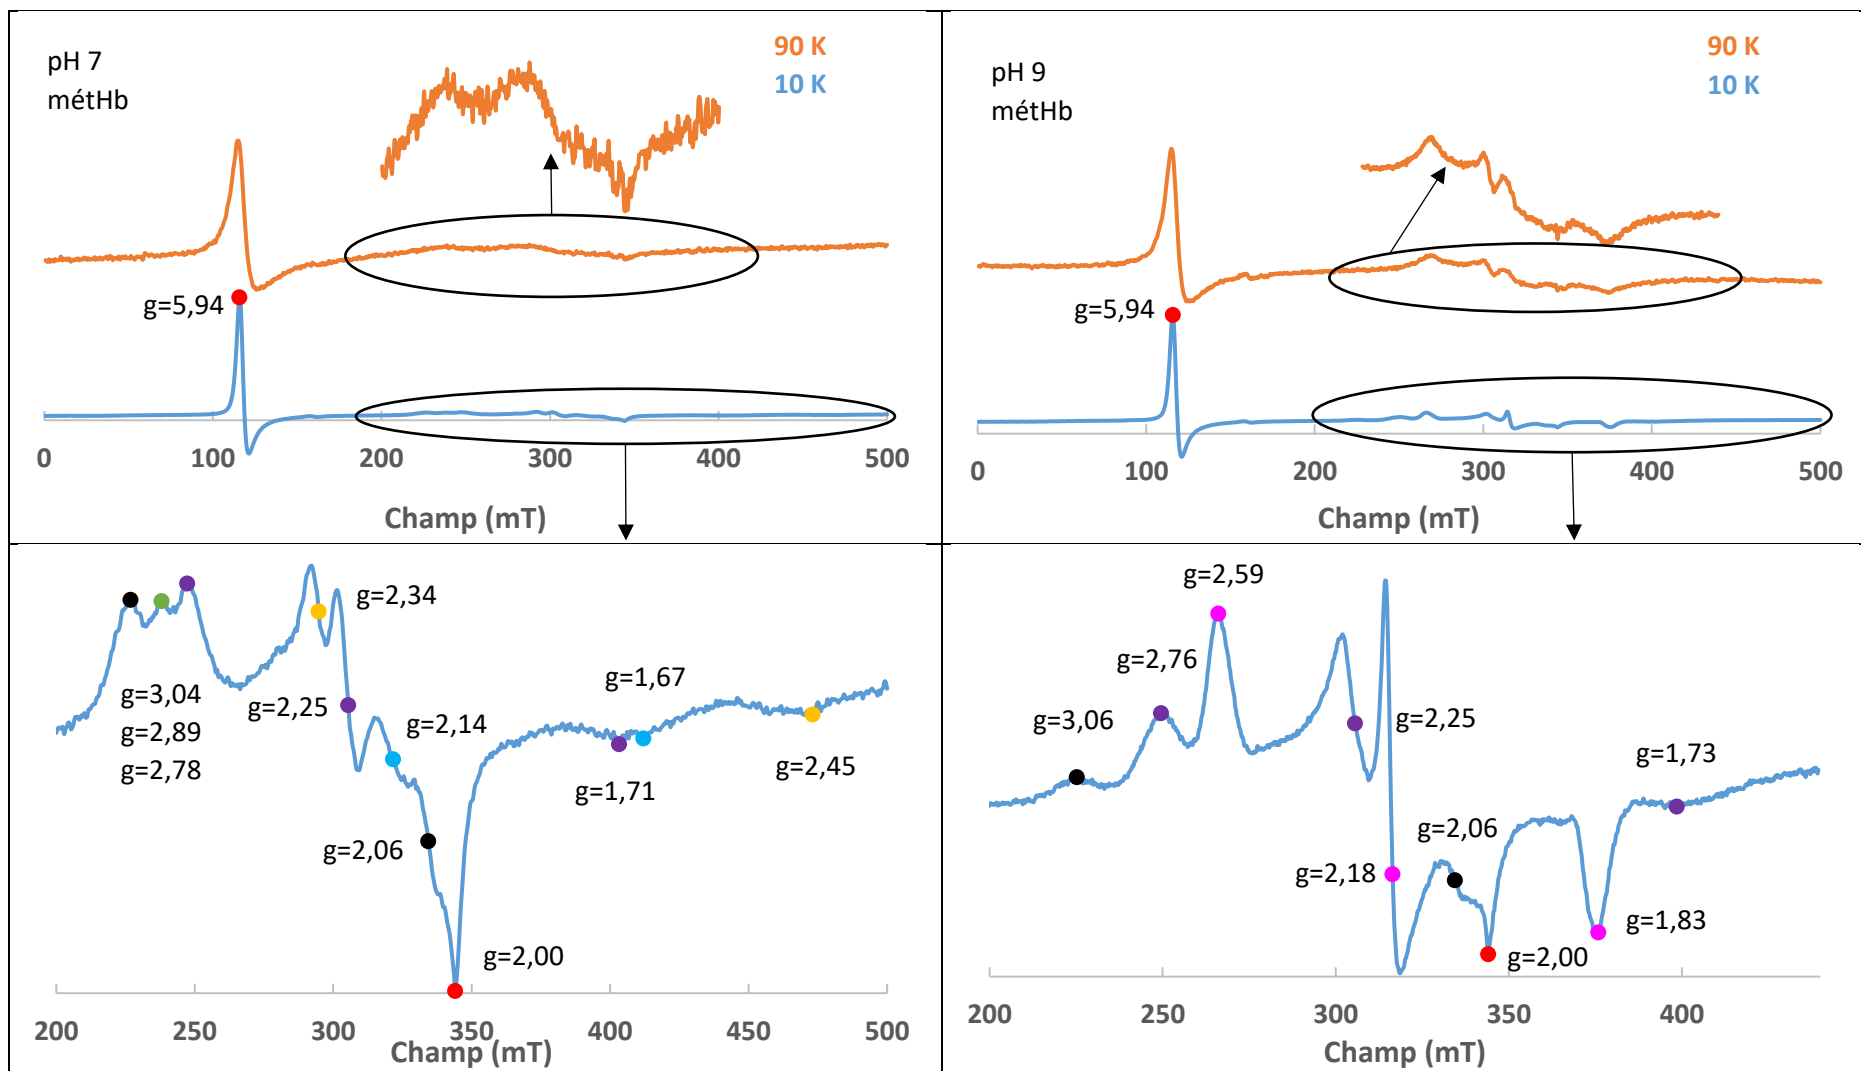 pH 7
métHb
90 K
10 K
g=5,94
0 100 200 300 400 500
Champ (mT)
pH 9
métHb
90 K
10 K
g=5,94
0 100 200 300 400 500
Champ (mT)
g=2,34
g=3,04
g=2,89
g=2,78
g=2,25
g=2,14
g=1,67
g=2,45
g=1,71
g=2,06
g=2,00
200 250 300 350 400 450 500
Champ (mT)
g=2,59
g=2,76
g=3,06
g=2,25
g=1,73
g=2,06
g=2,18
g=1,83
g=2,00
200 250 300 350 400
Champ (mT)